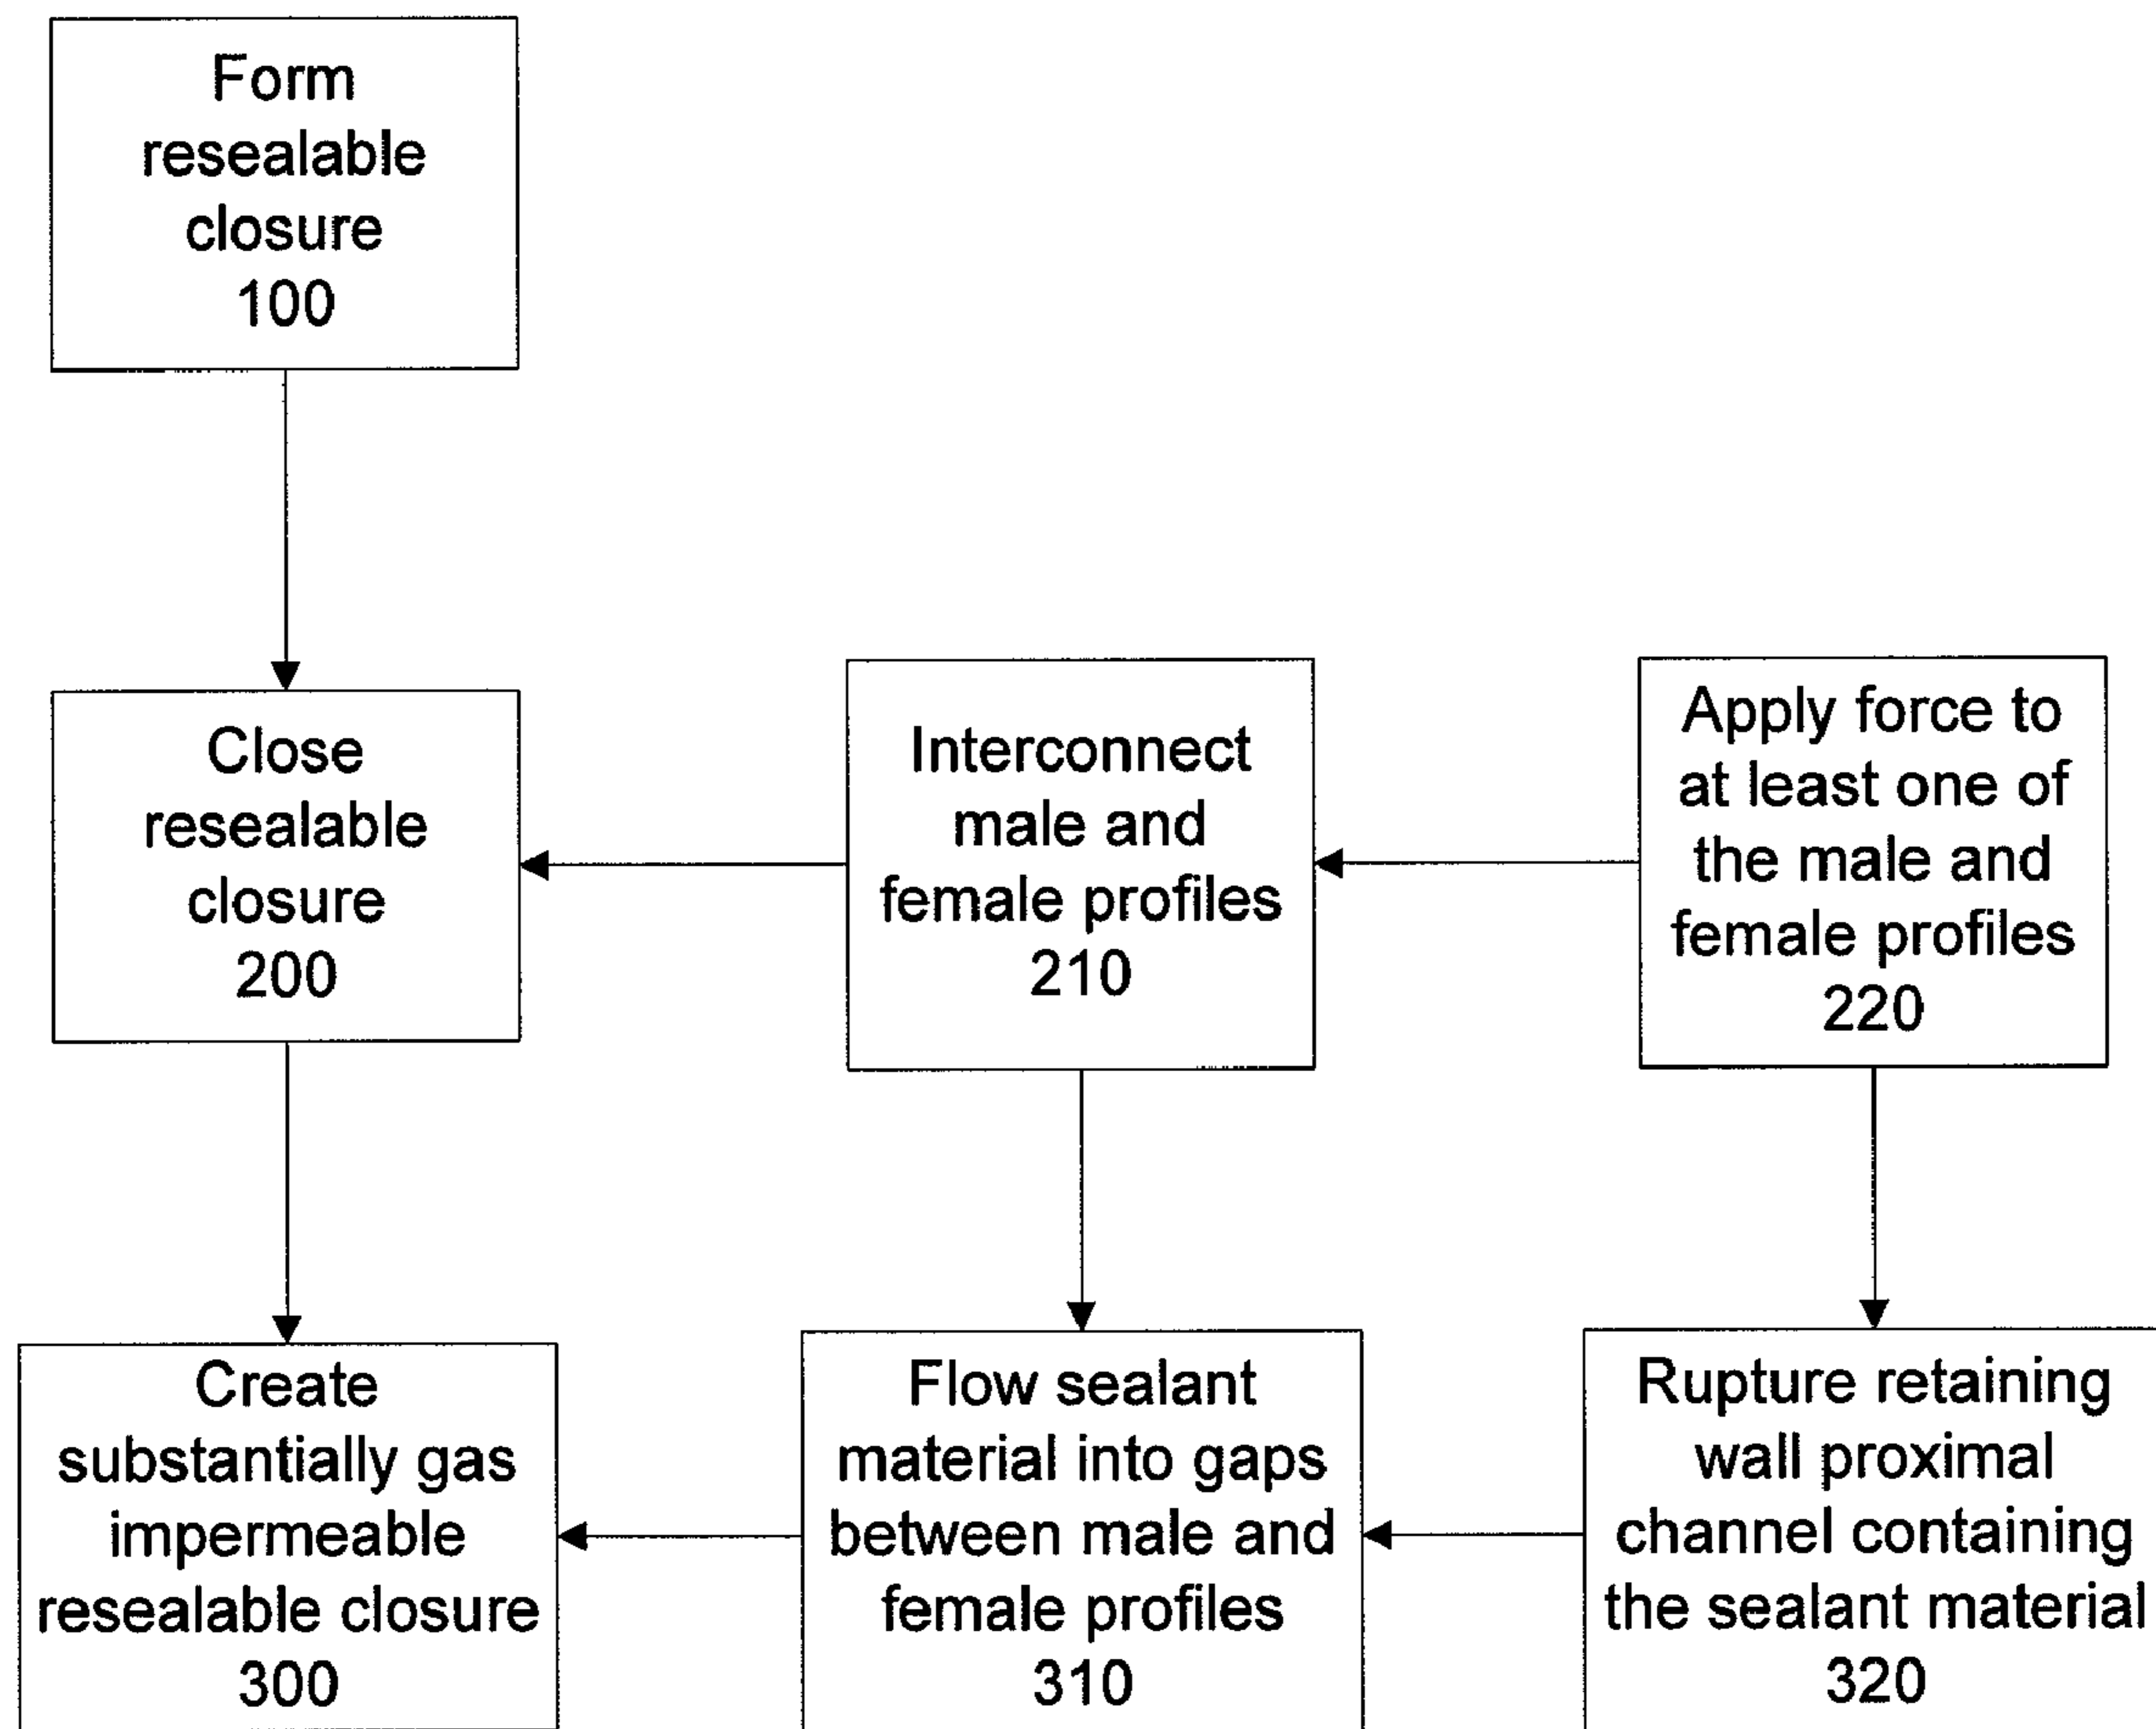 Form
resealable
closure
100
Close
resealable
closure
200
Interconnect
male and
female profiles
210
Apply force to
at least one of
the male and
female profiles
220
Create
substantially gas
impermeable
resealable closure
300
Flow sealant
material into gaps
between male and
female profiles
310
Rupture retaining
wall proximal
channel containing
the sealant material
320